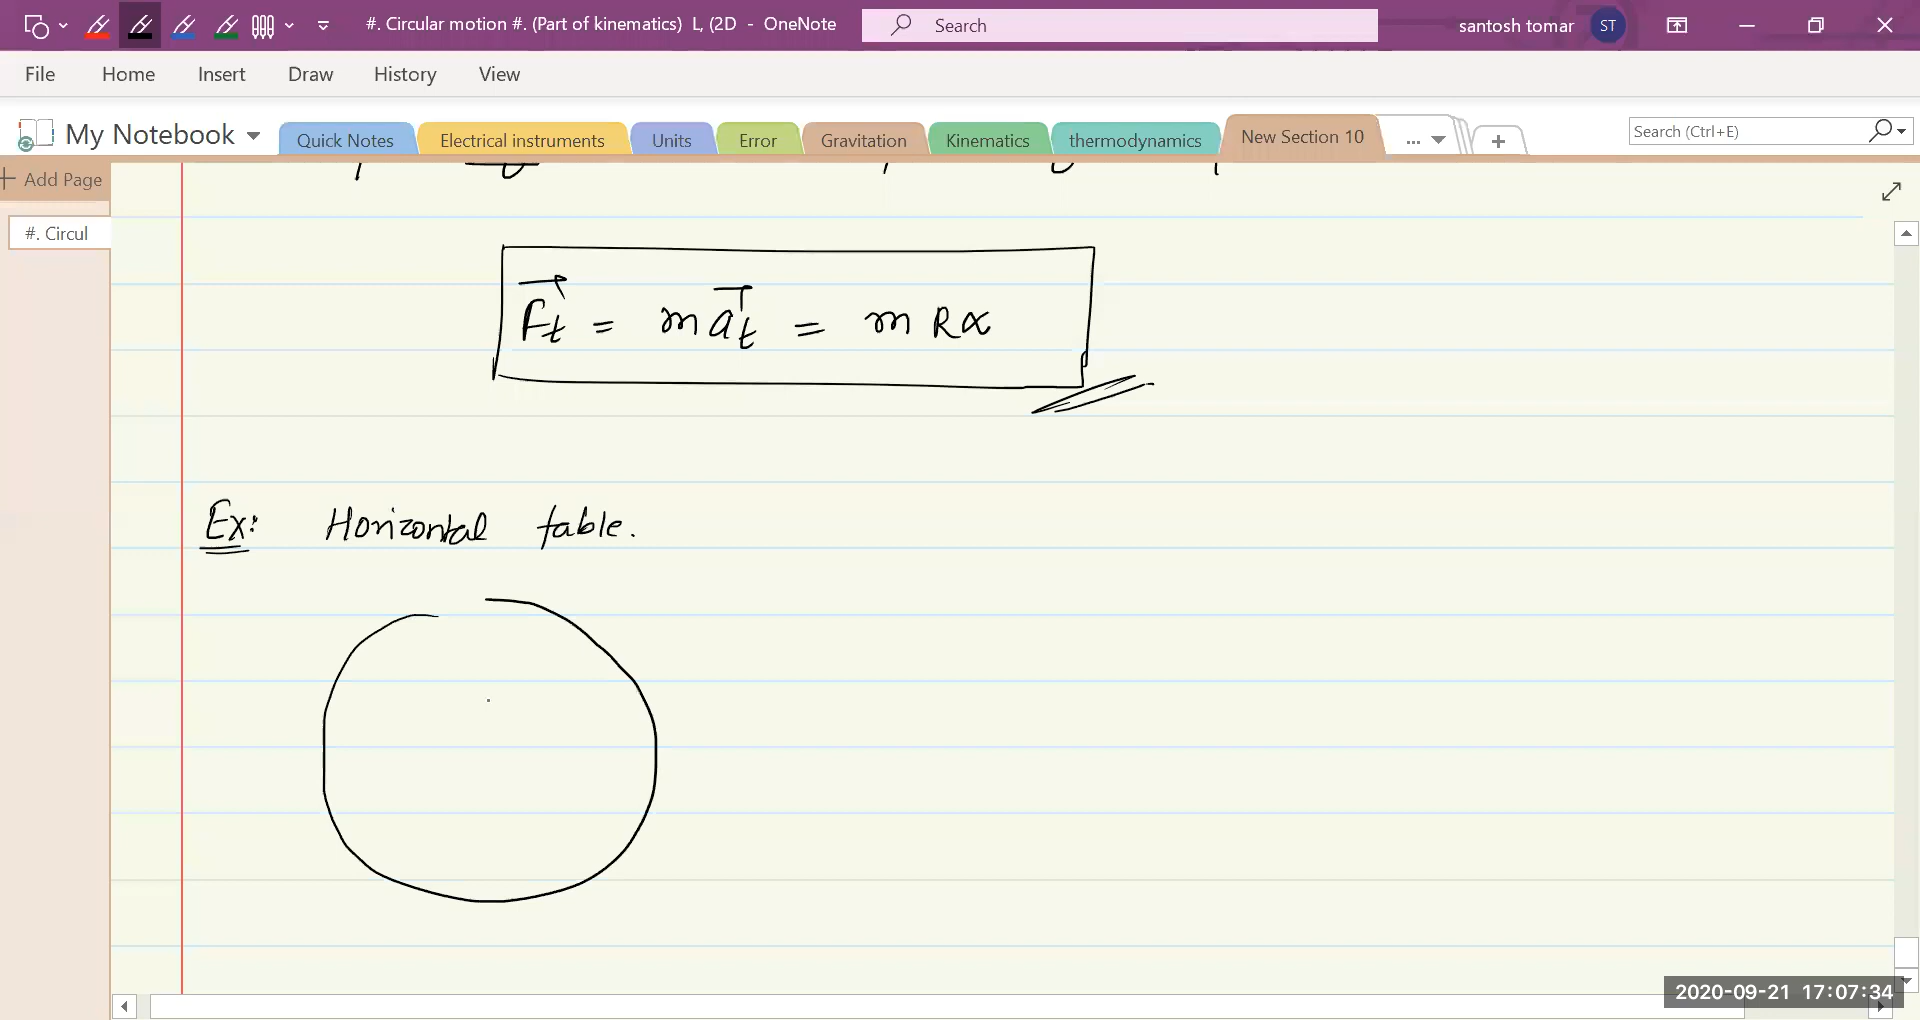 #. Circular motion #. (Part of kinematics) L, (2D - OneNote
Search
santosh tomar ST
File Home Insert Draw History View
My Notebook
Quick Notes Electrical instruments Units Error Gravitation Kinematics thermodynamics New Section 10 ... +
Search (Ctrl+E)
+ Add Page
#. Circul
F⃗t = m a⃗t = m R α
Ex: Horizontal table.
2020-09-21 17:07:34